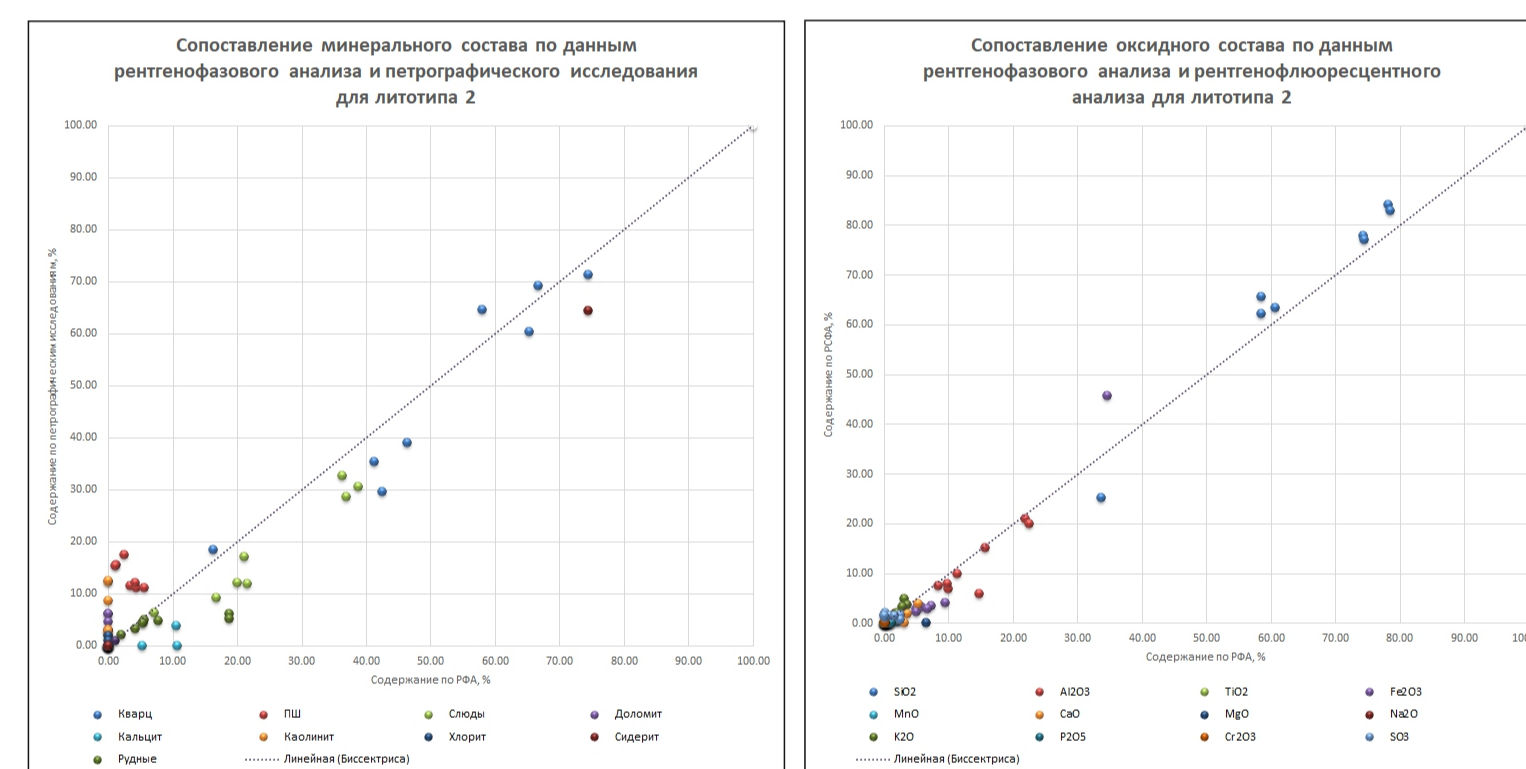 Сопоставление минерального состава по данным
рентгенофазового анализа и петрографического исследования
для литотипа 2
100.00
90.00
80.00
70.00
60.00
50.00
40.00
30.00
20.00
10.00
0.00
Содержание по петрографическим исследованиям, %
0.00 10.00 20.00 30.00 40.00 50.00 60.00 70.00 80.00 90.00 100.00
Содержание по РФА, %
Кварц ПШ Слюды Доломит
Кальцит Каолинит Хлорит Сидерит
Рудные Линейная (Биссектриса)
Сопоставление оксидного состава по данным
рентгенофазового анализа и рентгенофлюоресцентного
анализа для литотипа 2
100.00
90.00
80.00
70.00
60.00
50.00
40.00
30.00
20.00
10.00
0.00
Содержание по РСФА, %
0.00 10.00 20.00 30.00 40.00 50.00 60.00 70.00 80.00 90.00 100
Содержание по РФА, %
SiO2 Al2O3 TiO2 Fe2O3
MnO CaO MgO Na2O
K2O P2O5 Cr2O3 SO3
Линейная (Биссектриса)